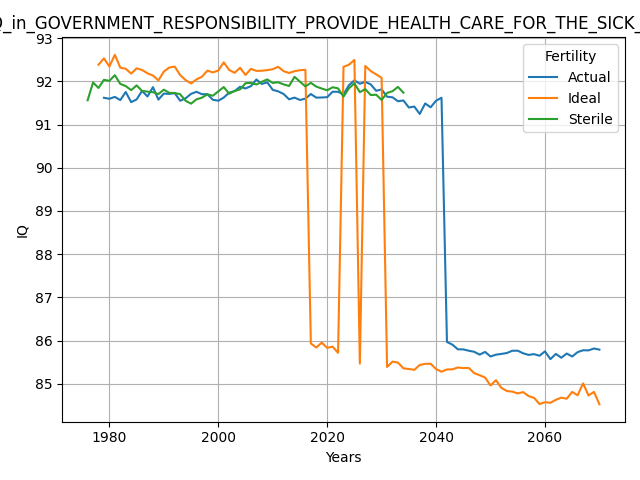 _in_GOVERNMENT_RESPONSIBILITY_PROVIDE_HEALTH_CARE_FOR_THE_SICK_
93
92
91
90
89
88
87
86
85
IQ
Fertility
Actual
Ideal
Sterile
1980
2000
2020
2040
2060
Years